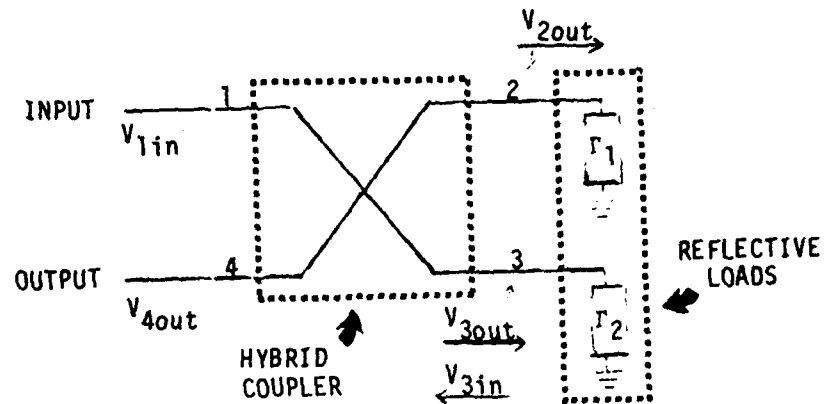 V2out
INPUT 1 2
V1in
Γ1
OUTPUT 4 3
V4out
REFLECTIVE
LOADS
Γ2
V3out
HYBRID
COUPLER
V3in